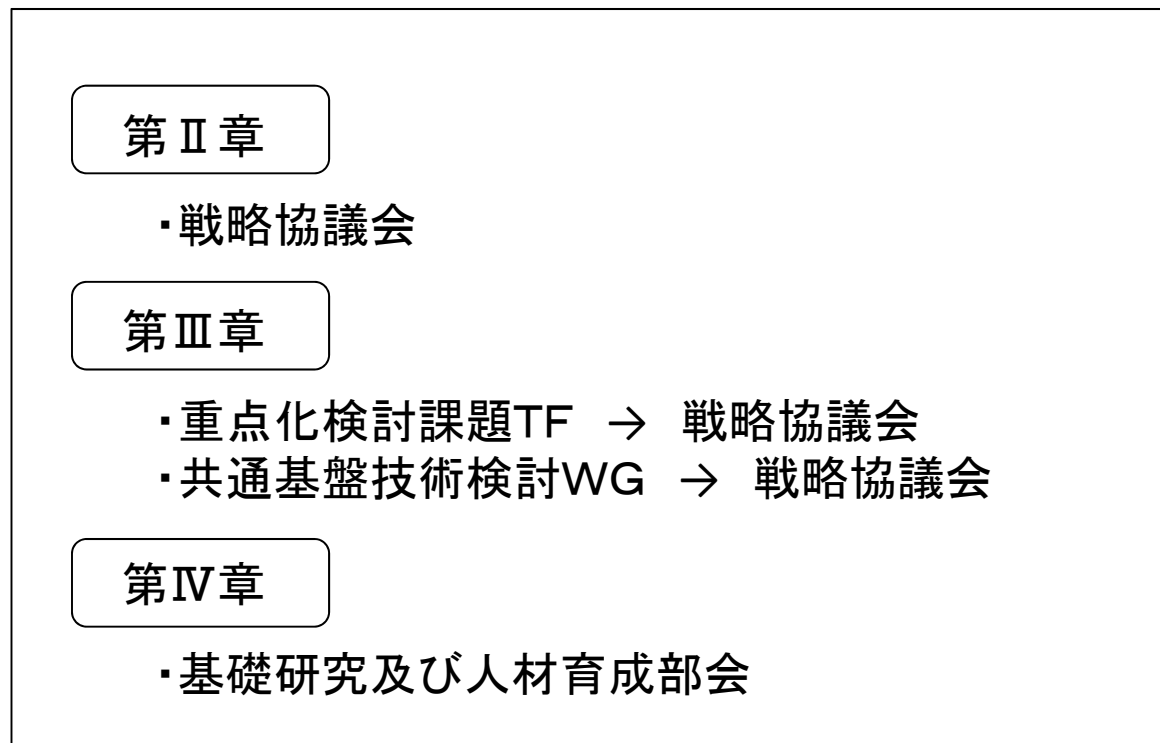 第Ⅱ章
・戦略協議会
第Ⅲ章
・重点化検討課題TF → 戦略協議会
・共通基盤技術検討WG → 戦略協議会
第Ⅳ章
・基礎研究及び人材育成部会